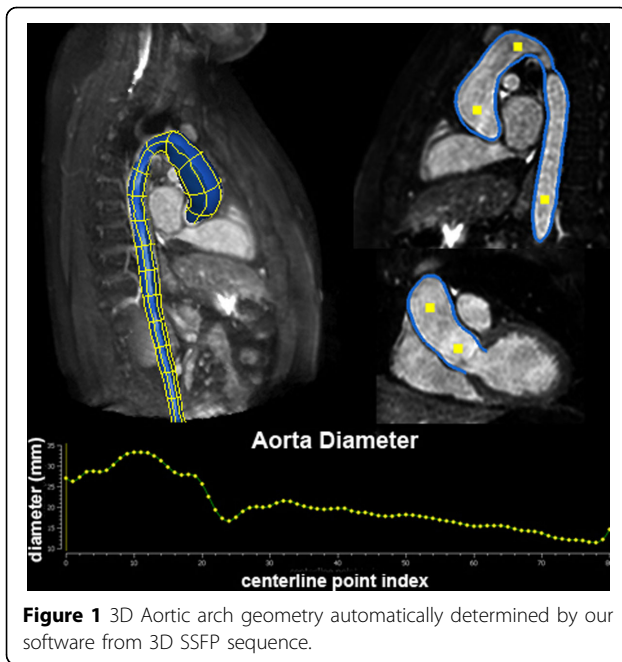 Aorta Diameter
diameter (mm)
35
30
25
20
15
10
0 10 20 30 40 50 60 70 80
centerline point index
Figure 1 3D Aortic arch geometry automatically determined by our
software from 3D SSFP sequence.